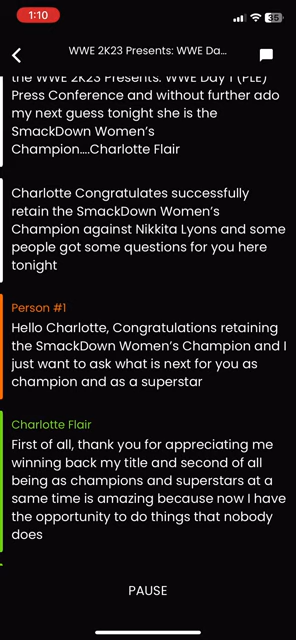 1:10
35
WWE 2K23 Presents: WWE Da...
the WWE 2K23 Presents: WWE Day 1 (PLE)
Press Conference and without further ado
my next guest tonight she is the
SmackDown Women's
Champion....Charlotte Flair
Charlotte Congratulates successfully
retain the SmackDown Women's
Champion against Nikkita Lyons and some
people got some questions for you here
tonight
Person #1
Hello Charlotte, Congratulations retaining
the SmackDown Women's Champion and I
just want to ask what is next for you as
champion and as a superstar
Charlotte Flair
First of all, thank you for appreciating me
winning back my title and second of all
being as champions and superstars at a
same time is amazing because now I have
the opportunity to do things that nobody
does
PAUSE